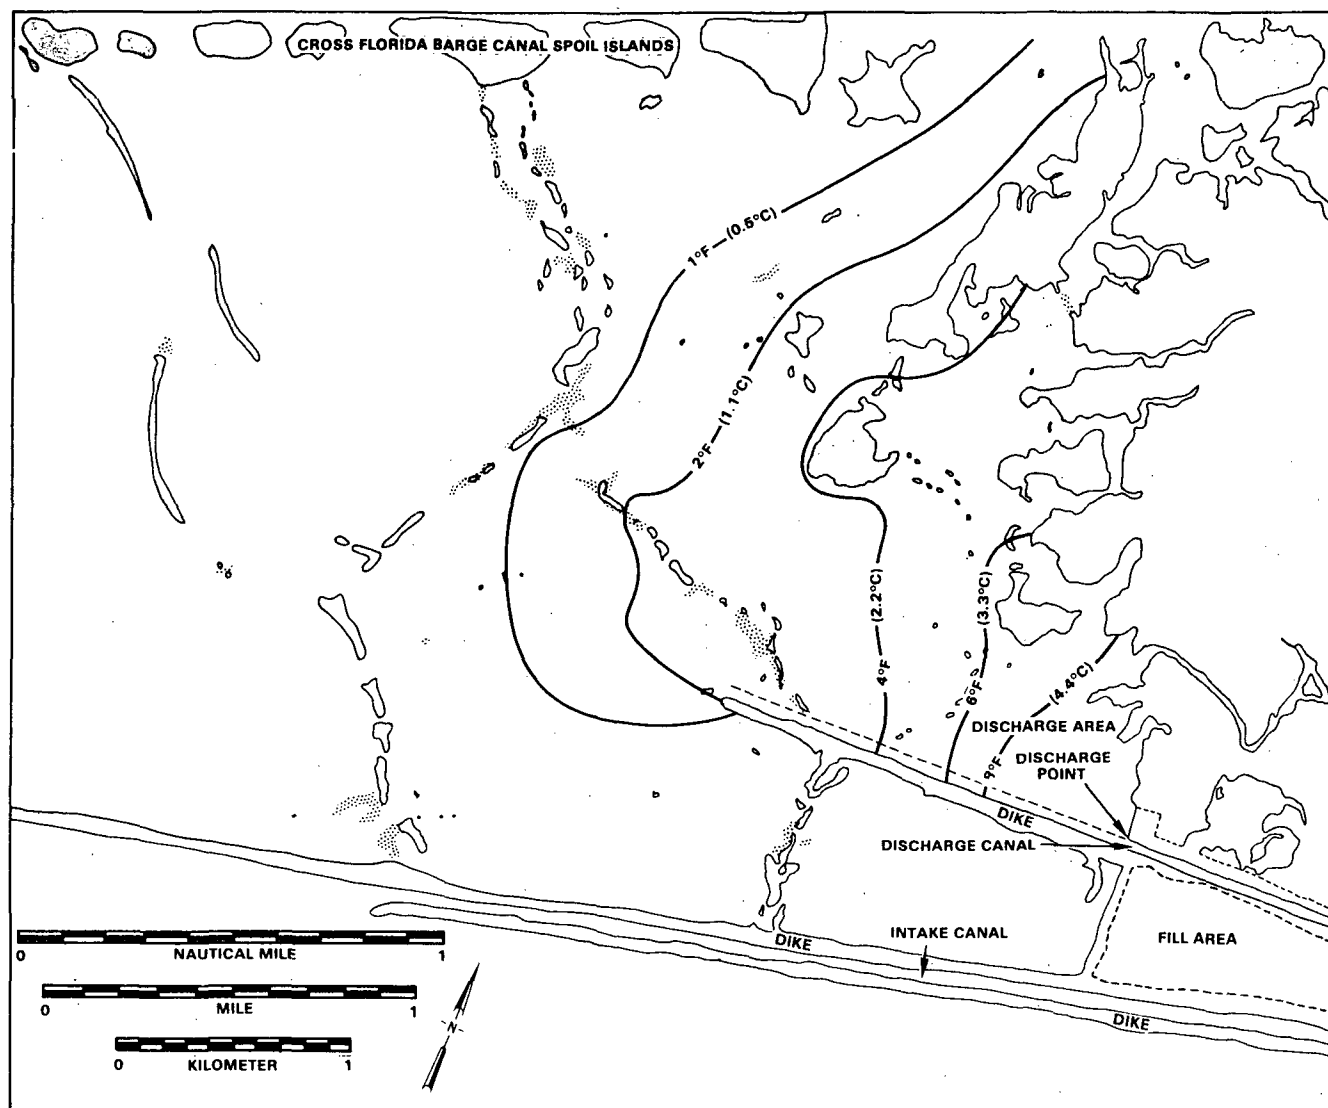 CROSS FLORIDA BARGE CANAL SPOIL ISLANDS
1°F—(0.5°C)
2°F—(1.1°C)
4°F
(2.2°C)
6°F
(3.3°C)
9°F
(4.4°C)
DISCHARGE AREA
DISCHARGE
POINT
DIKE
DISCHARGE CANAL
INTAKE CANAL
FILL AREA
DIKE
DIKE
0
1
NAUTICAL MILE
0
1
MILE
0
1
KILOMETER
N